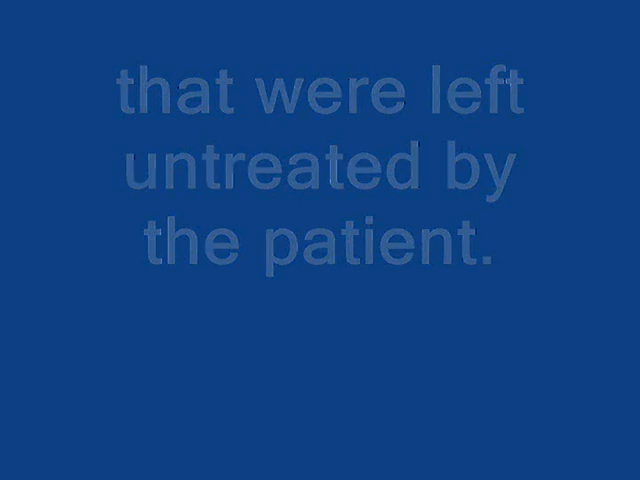 that were left
untreated by
the patient.